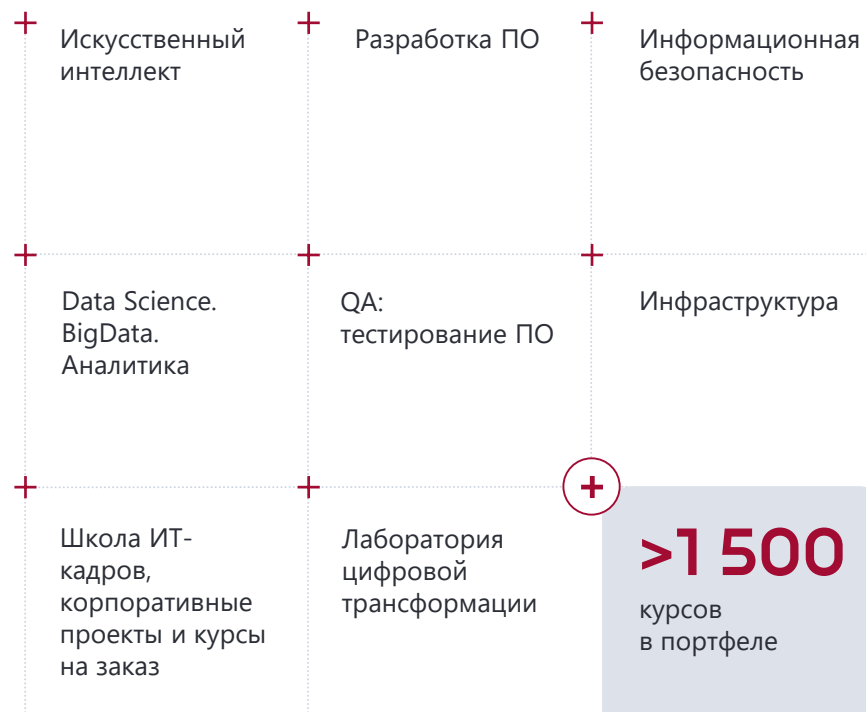 Искусственный
интеллект
Разработка ПО
Информационная
безопасность
Data Science.
BigData.
Аналитика
QA:
тестирование ПО
Инфраструктура
Школа ИТ-
кадров,
корпоративные
проекты и курсы
на заказ
Лаборатория
цифровой
трансформации
>1 500
курсов
в портфеле